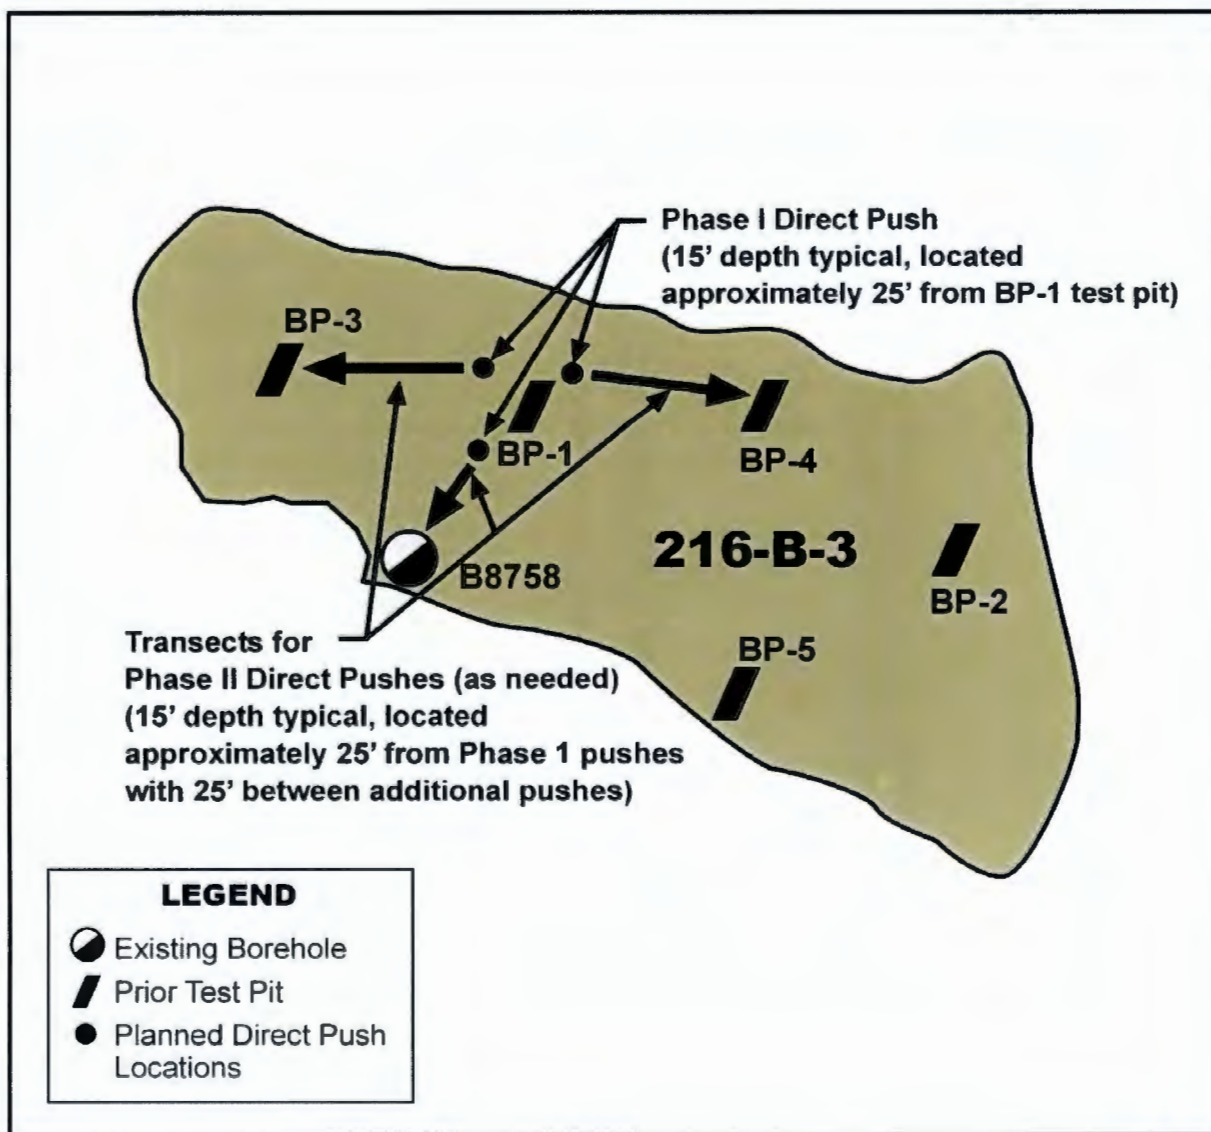 Phase I Direct Push
(15' depth typical, located
approximately 25' from BP-1 test pit)
BP-3
BP-1
BP-4
216-B-3
B8758
BP-2
BP-5
Transects for
Phase II Direct Pushes (as needed)
(15' depth typical, located
approximately 25' from Phase 1 pushes
with 25' between additional pushes)
LEGEND
Existing Borehole
Prior Test Pit
Planned Direct Push
Locations